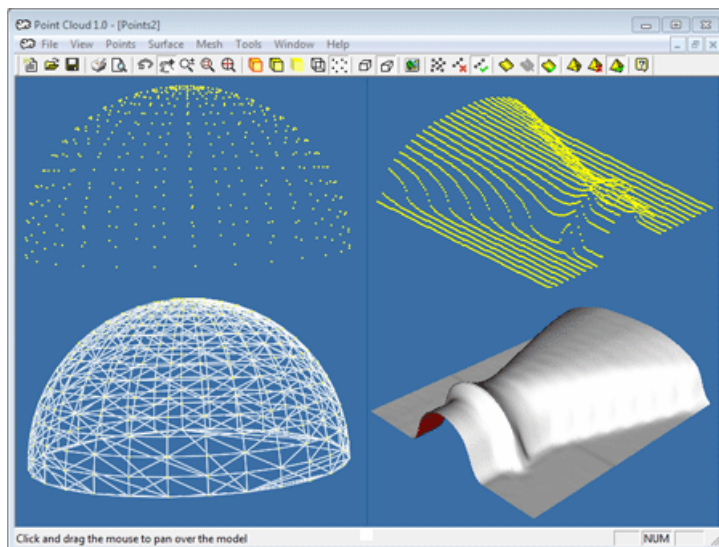 Point Cloud 1.0 - [Points2]
File View Points Surface Mesh Tools Window Help
Click and drag the mouse to pan over the model
NUM